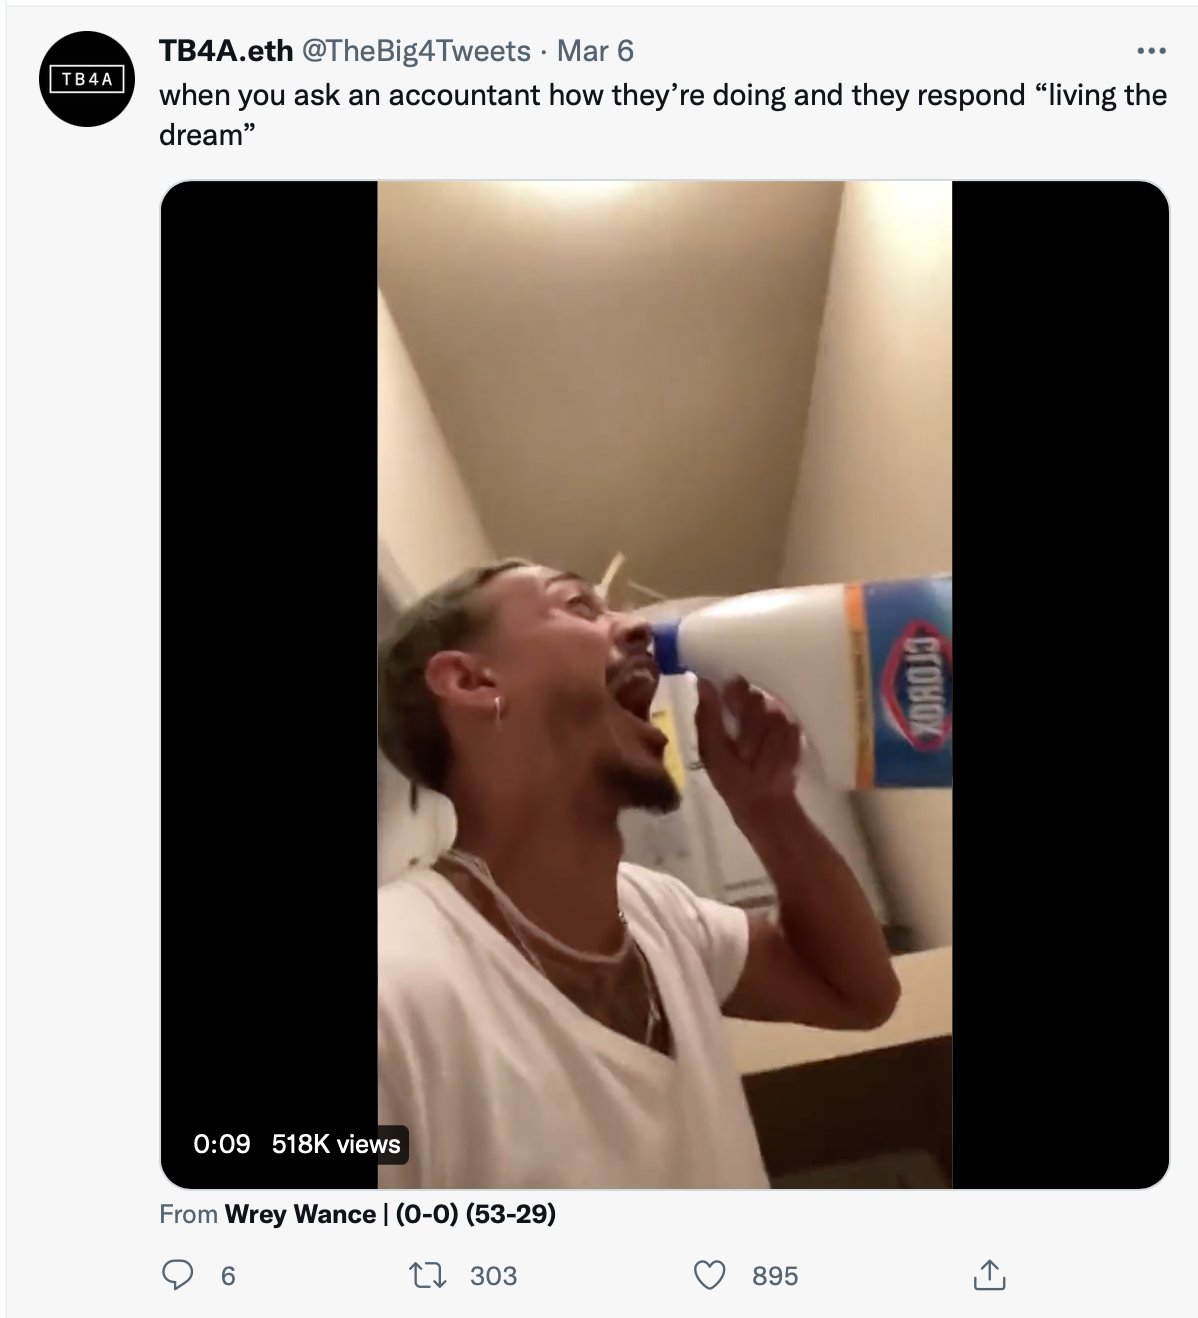 TB4A
TB4A.eth @TheBig4Tweets · Mar 6
when you ask an accountant how they’re doing and they respond “living the
dream”
CLOROX
0:09 518K views
From Wrey Wance | (0-0) (53-29)
6 303 895